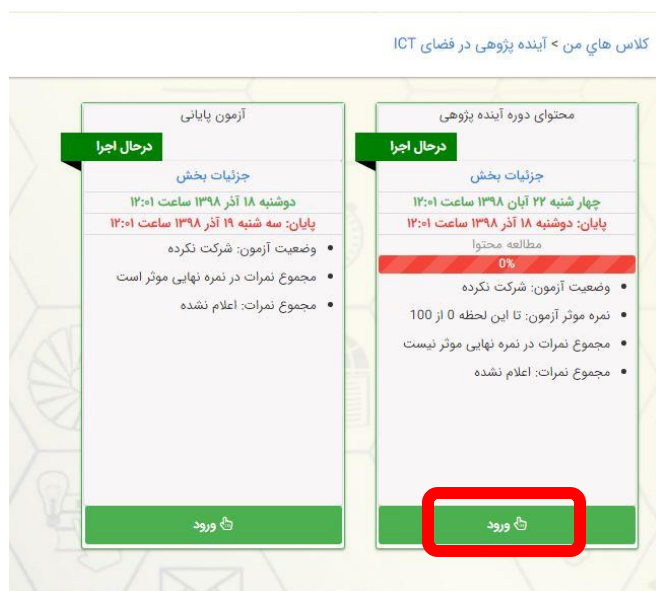 کلاس هاي من > آینده پژوهی در فضای ICT
محتوای دوره آینده پژوهی
درحال اجرا
جزئیات بخش
چهار شنبه ۲۲ آبان ۱۳۹۸ ساعت ۱۲:۰۱
پایان: دوشنبه ۱۸ آذر ۱۳۹۸ ساعت ۱۲:۰۱
مطالعه محتوا
0%
وضعیت آزمون: شرکت نکرده
نمره موثر آزمون: تا این لحظه 0 از 100
مجموع نمرات در نمره نهایی موثر نیست
مجموع نمرات: اعلام نشده
ورود
آزمون پایانی
درحال اجرا
جزئیات بخش
دوشنبه ۱۸ آذر ۱۳۹۸ ساعت ۱۲:۰۱
پایان: سه شنبه ۱۹ آذر ۱۳۹۸ ساعت ۱۲:۰۱
وضعیت آزمون: شرکت نکرده
مجموع نمرات در نمره نهایی موثر است
مجموع نمرات: اعلام نشده
ورود